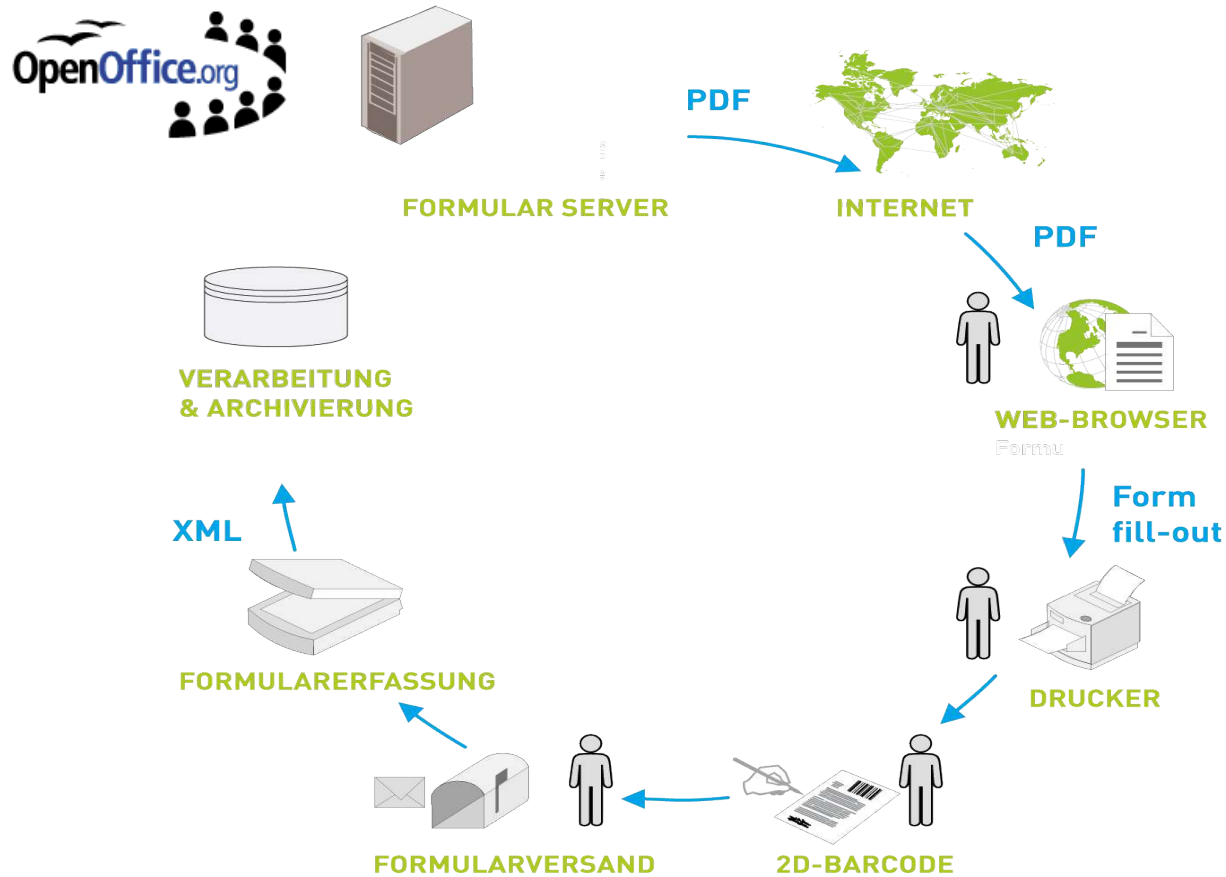 OpenOffice.org
PDF
FORMULAR SERVER
INTERNET
PDF
VERARBEITUNG
& ARCHIVIERUNG
WEB-BROWSER
Formu
Form
fill-out
XML
FORMULARERFASSUNG
DRUCKER
FORMULARVERSAND
2D-BARCODE